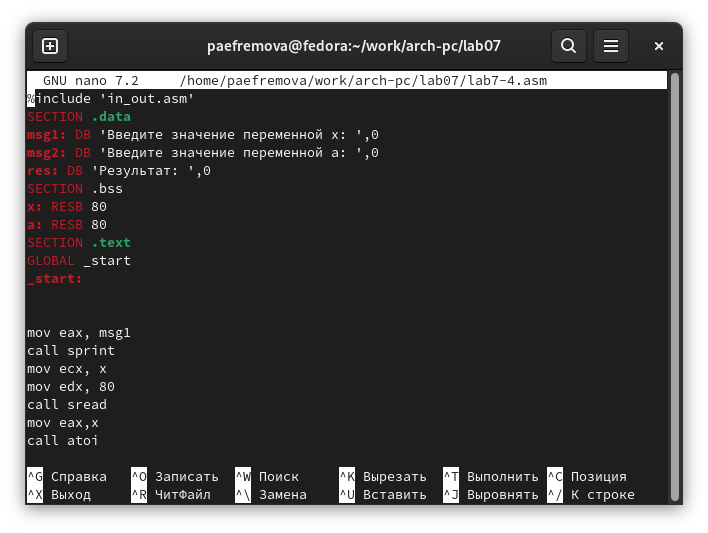 paefremova@fedora:~/work/arch-pc/lab07
GNU nano 7.2 /home/paefremova/work/arch-pc/lab07/lab7-4.asm
%include 'in_out.asm'
SECTION .data
msg1: DB 'Введите значение переменной x: ',0
msg2: DB 'Введите значение переменной a: ',0
res: DB 'Результат: ',0
SECTION .bss
x: RESB 80
a: RESB 80
SECTION .text
GLOBAL _start
_start:
mov eax, msg1
call sprint
mov ecx, x
mov edx, 80
call sread
mov eax,x
call atoi
^G Справка ^O Записать ^W Поиск ^K Вырезать ^T Выполнить ^C Позиция
^X Выход ^R ЧитФайл ^\ Замена ^U Вставить ^J Выровнять ^/ К строке